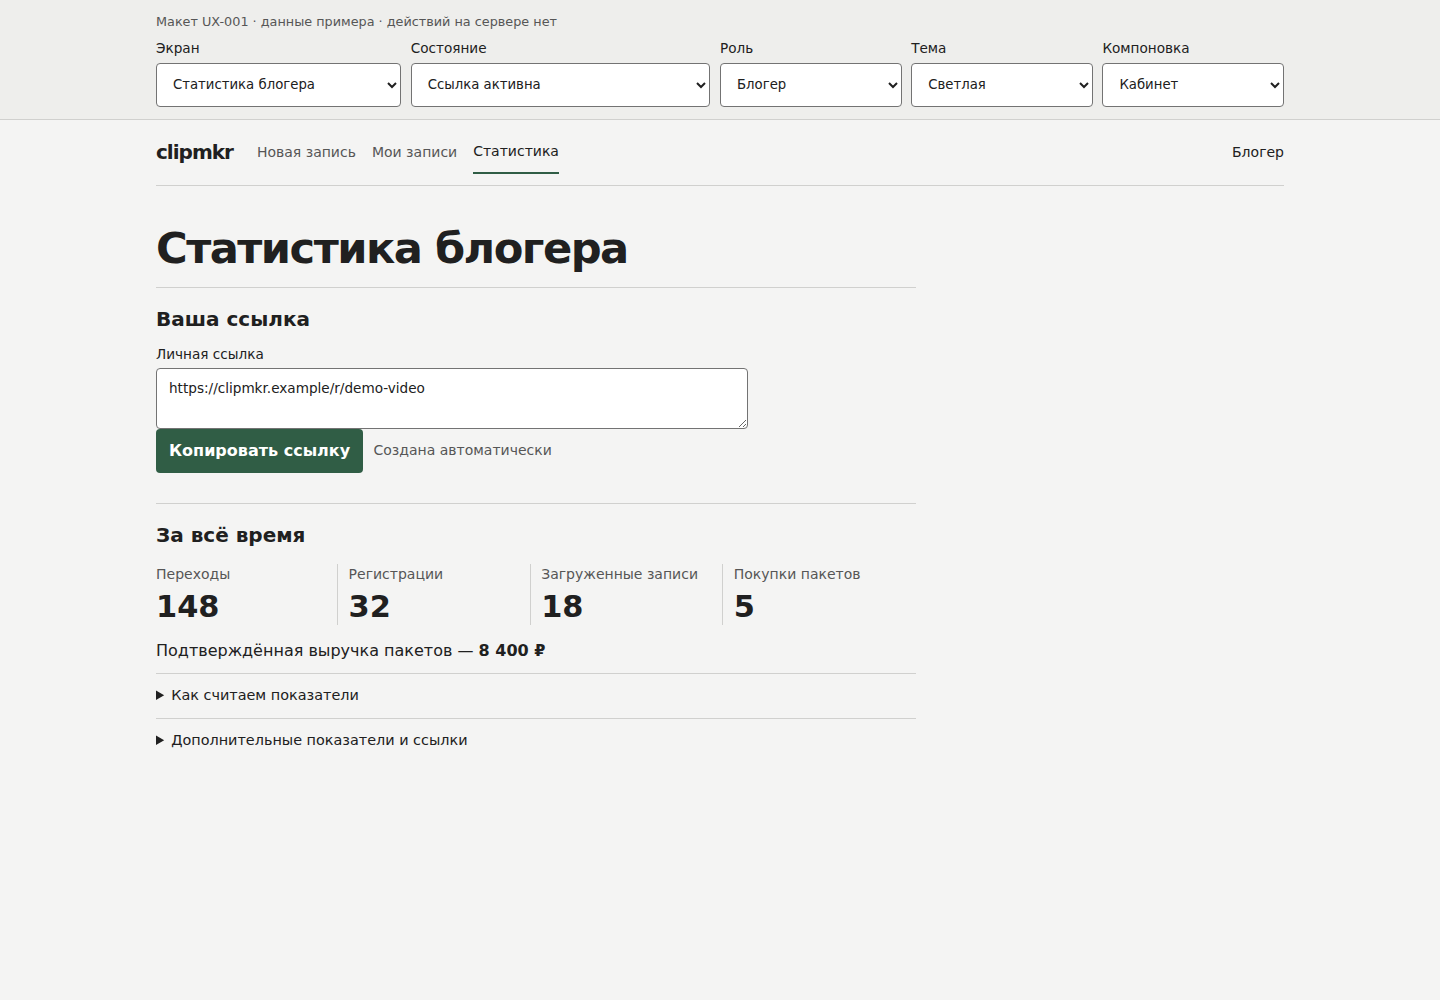 Макет UX-001 · данные примера · действий на сервере нет
Экран Состояние Роль Тема Компоновка
Статистика блогера Ссылка активна Блогер Светлая Кабинет
clipmkr Новая запись Мои записи Статистика Блогер
Статистика блогера
Ваша ссылка
Личная ссылка
https://clipmkr.example/r/demo-video
Копировать ссылку Создана автоматически
За всё время
Переходы Регистрации Загруженные записи Покупки пакетов
148 32 18 5
Подтверждённая выручка пакетов — 8 400 ₽
Как считаем показатели
Дополнительные показатели и ссылки